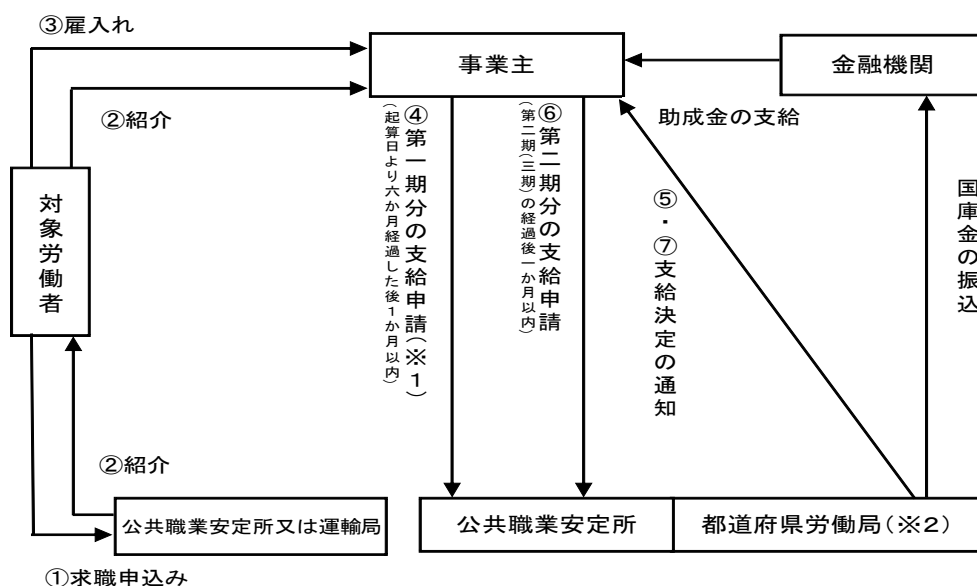 ③雇入れ
事業主
金融機関
②紹介
助成金の支給
対象労働者
④第一期分の支給申請(※1)
(起算日より六か月経過した後1か月以内)
⑥第二期分の支給申請
(第二期(三期)の経過後一か月以内)
⑤・⑦支給決定の通知
国庫金の振込
②紹介
公共職業安定所又は運輸局
公共職業安定所
都道府県労働局(※2)
①求職申込み